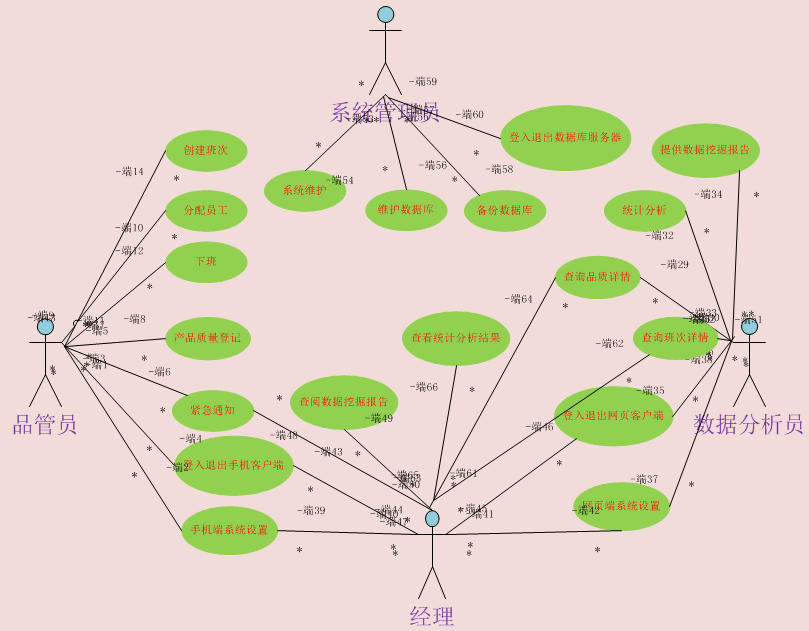 -端59
系统管理员
-端60
登入退出数据库服务器
创建班次
提供数据挖掘报告
-端14
-端56
-端58
系统维护
-端54
-端34
分配员工
维护数据库
备份数据库
统计分析
-端10
-端12
-端32
下班
-端29
查询品质详情
-端64
-端8
产品质量登记
查看统计分析结果
-端62
查询班次详情
-端6
-端66
-端35
紧急通知
查阅数据挖掘报告
-端49
登入退出网页客户端
品管员
数据分析员
-端48
-端46
-端4
-端43
登入退出手机客户端
-端2
-端61
-端37
-端39
网页端系统设置
-端42
-端44
-端47
-端41
手机端系统设置
经理